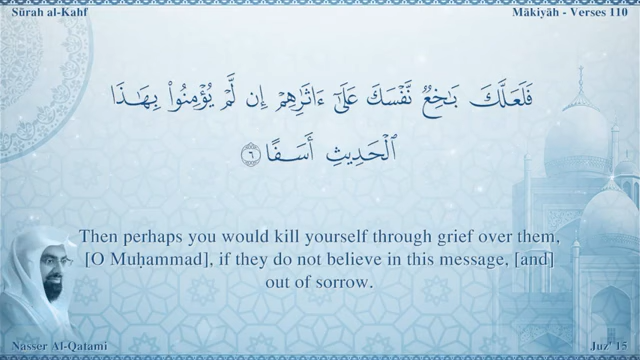 Sūrah al-Kahf
Mākiyāh - Verses 110
فَلَعَلَّكَ بَـٰخِعٌۭ نَّفْسَكَ عَلَىٰٓ ءَاثَـٰرِهِمْ إِن لَّمْ يُؤْمِنُوا۟ بِهَـٰذَا
ٱلْحَدِيثِ أَسَفًا ٦
Then perhaps you would kill yourself through grief over them,
[O Muḥammad], if they do not believe in this message, [and]
out of sorrow.
Nasser Al-Qatami
Juz' 15